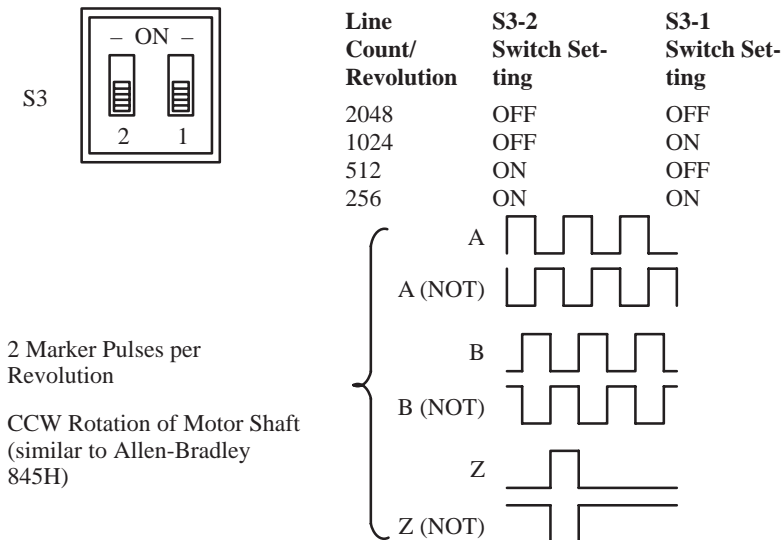 – ON –
S3
2 1
Line Count/ Revolution S3-2 Switch Set- ting S3-1 Switch Set- ting
2048 OFF OFF
1024 OFF ON
512 ON OFF
256 ON ON
A
A (NOT)
B
B (NOT)
Z
Z (NOT)
2 Marker Pulses per
Revolution
CCW Rotation of Motor Shaft
(similar to Allen-Bradley
845H)